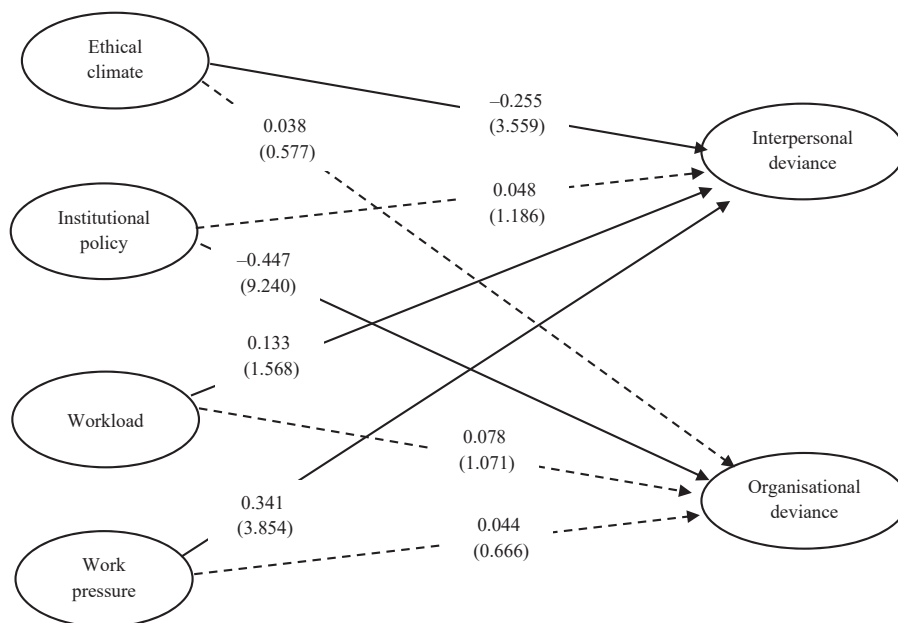 Ethical
climate
–0.255
(3.559)
0.038
(0.577)
Interpersonal
deviance
0.048
(1.186)
Institutional
policy
–0.447
(9.240)
0.133
(1.568)
Workload
0.078
(1.071)
Organisational
deviance
0.341
(3.854)
0.044
(0.666)
Work
pressure